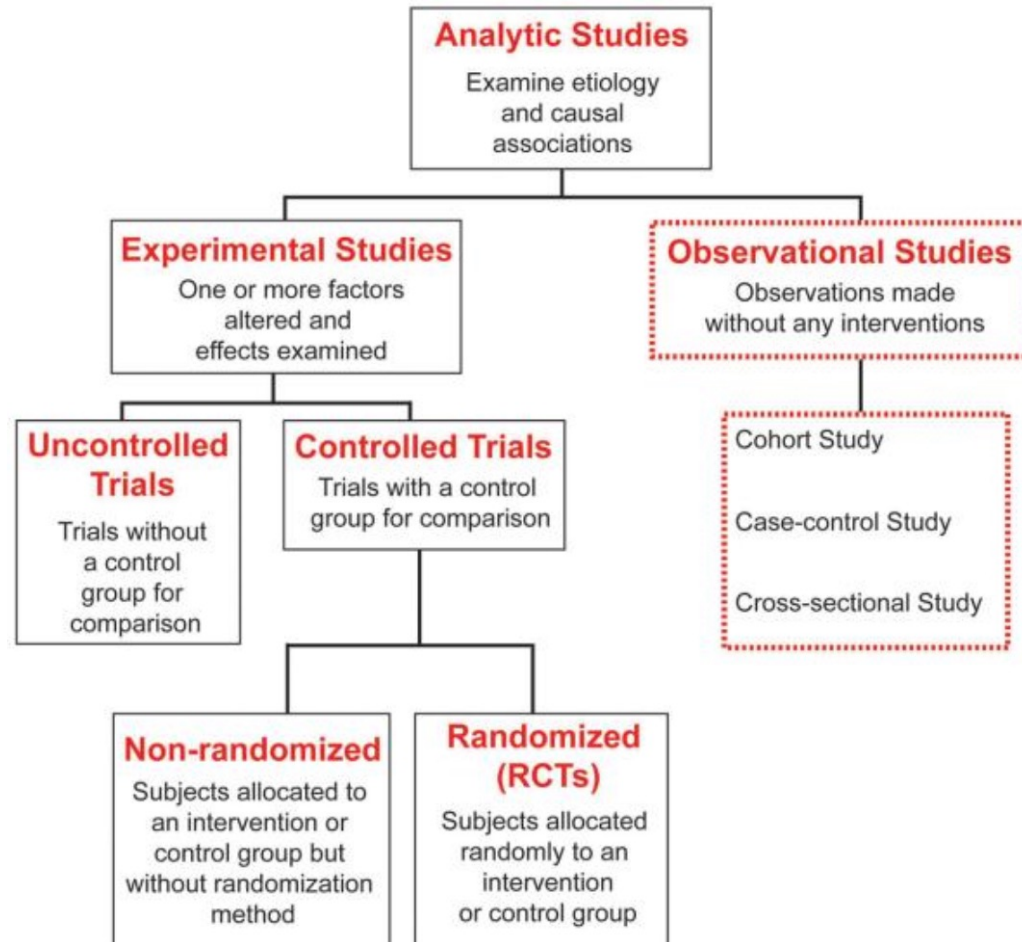 Analytic Studies
Examine etiology
and causal
associations
Experimental Studies
One or more factors
altered and
effects examined
Observational Studies
Observations made
without any interventions
Uncontrolled
Trials
Trials without
a control
group for
comparison
Controlled Trials
Trials with a control
group for comparison
Cohort Study
Case-control Study
Cross-sectional Study
Non-randomized
Subjects allocated to
an intervention or
control group but
without randomization
method
Randomized
(RCTs)
Subjects allocated
randomly to an
intervention
or control group